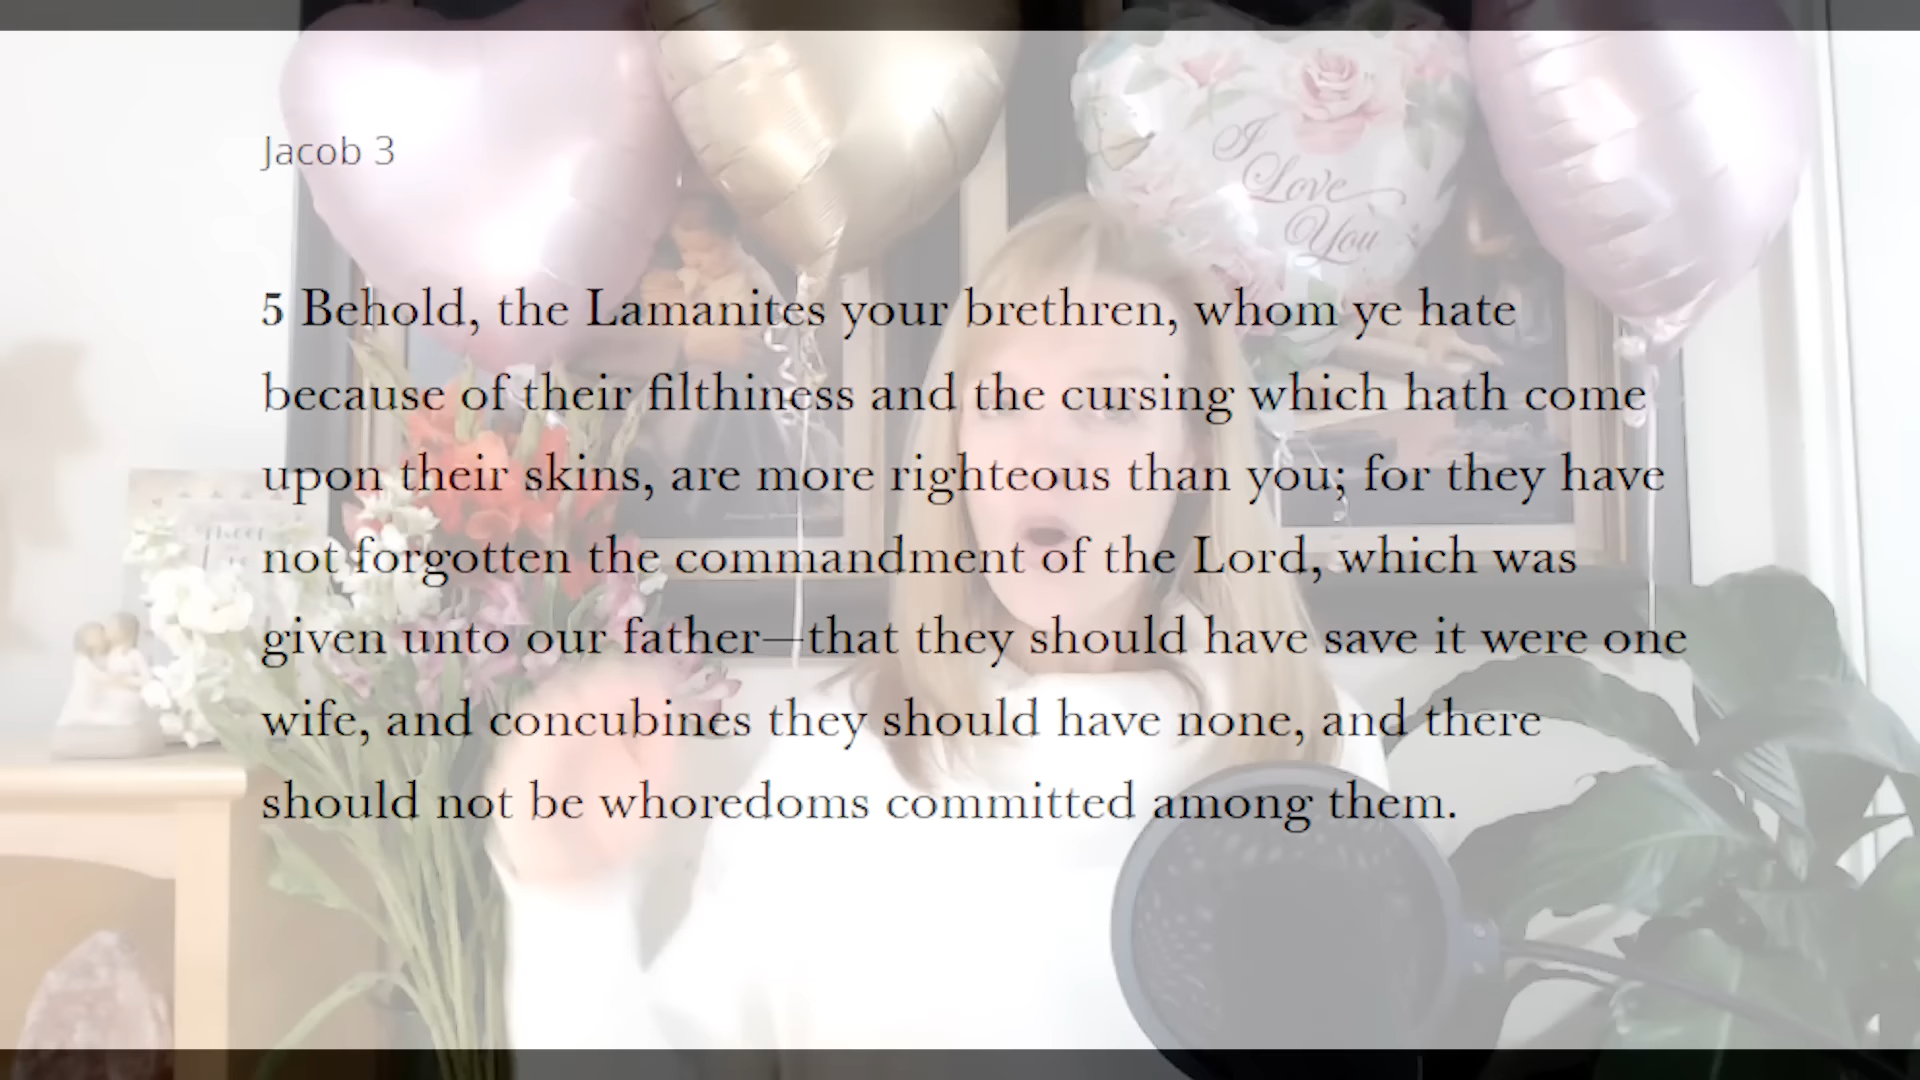 I
Love
You
Jacob 3
5 Behold, the Lamanites your brethren, whom ye hate
because of their filthiness and the cursing which hath come
upon their skins, are more righteous than you; for they have
not forgotten the commandment of the Lord, which was
given unto our father—that they should have save it were one
wife, and concubines they should have none, and there
should not be whoredoms committed among them.